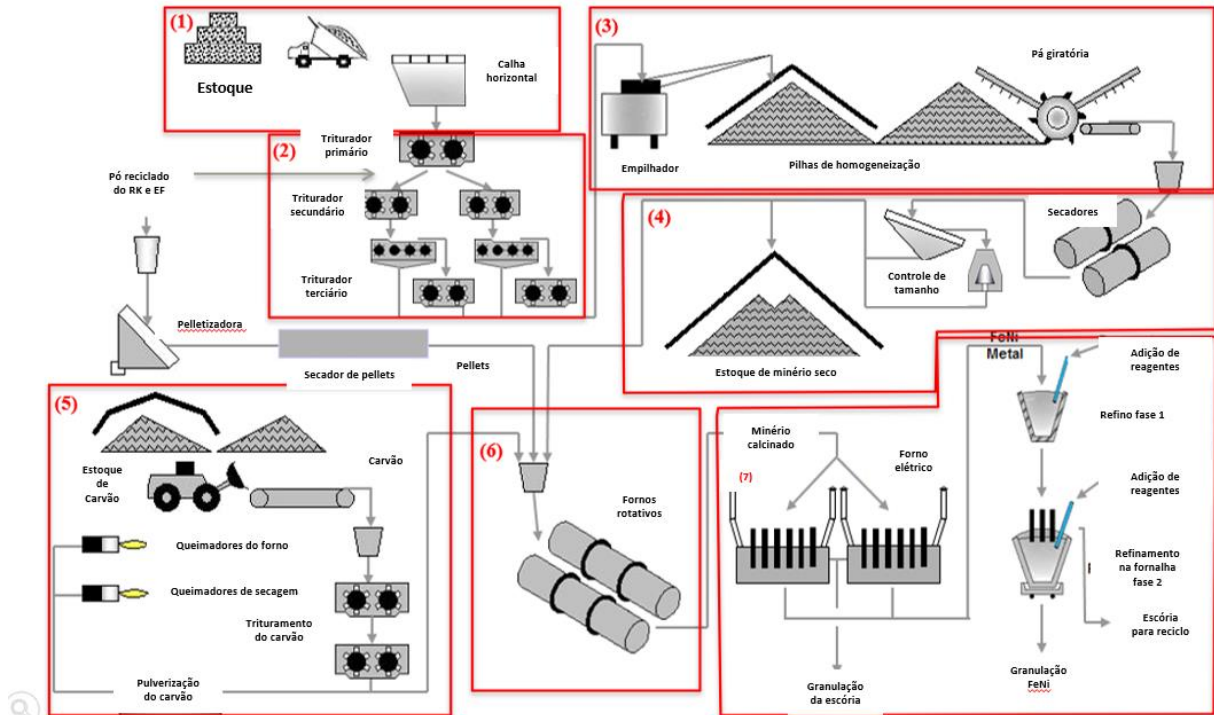 (1)
Estoque
Calha
horizontal
(2)
Triturador
primário
Triturador
secundário
Triturador
terciário
Pó reciclado
do RK e EF
Pelletizadora
Secador de pellets
Pellets
(3)
Empilhador
Pilhas de homogeneização
Pá giratória
(4)
Secadores
Controle de
tamanho
Estoque de minério seco
(5)
Estoque
de
Carvão
Carvão
Queimadores do forno
Queimadores de secagem
Trituramento
do carvão
Pulverização
do carvão
(6)
Fornos
rotativos
(7)
Minério
calcinado
Forno
elétrico
Granulação
da escória
FeNi
Metal
Adição de
reagentes
Refino fase 1
Adição de
reagentes
Refinamento
na fornalha
fase 2
Escória
para reciclo
Granulação
FeNi